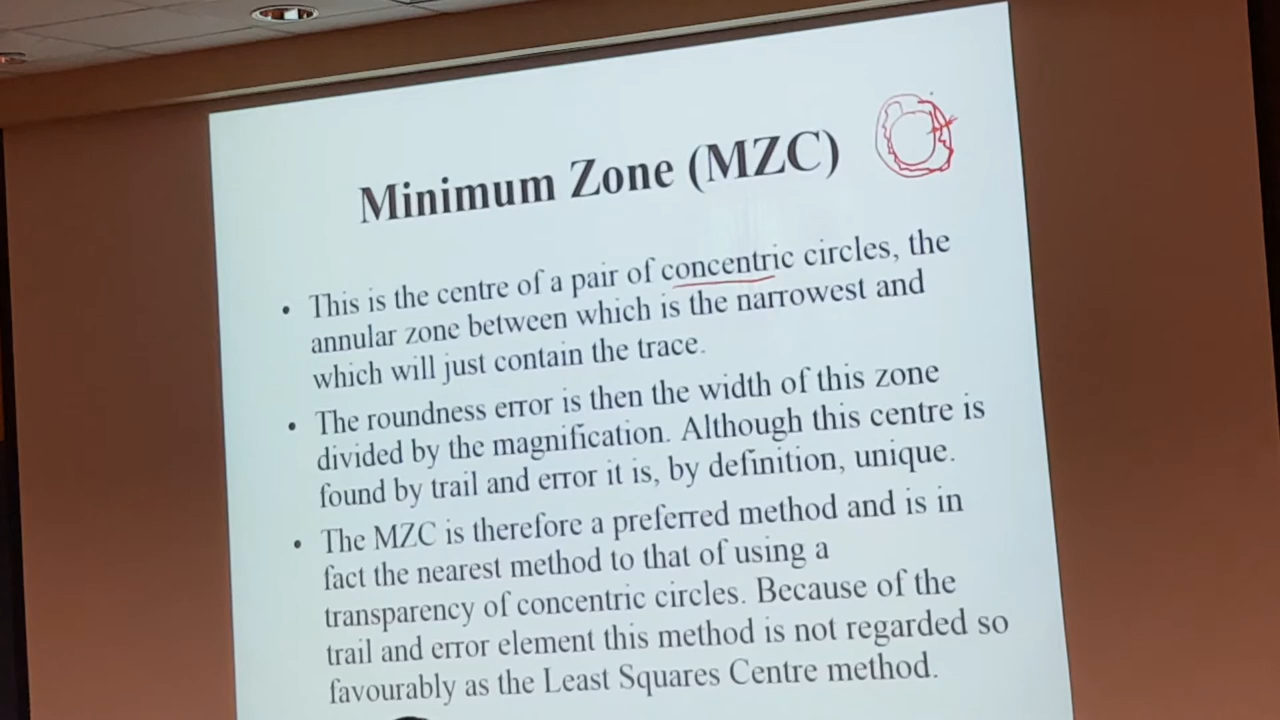 Minimum Zone (MZC)
• This is the centre of a pair of concentric circles, the
annular zone between which is the narrowest and
which will just contain the trace.
• The roundness error is then the width of this zone
divided by the magnification. Although this centre is
found by trail and error it is, by definition, unique.
• The MZC is therefore a preferred method and is in
fact the nearest method to that of using a
transparency of concentric circles. Because of the
trail and error element this method is not regarded so
favourably as the Least Squares Centre method.